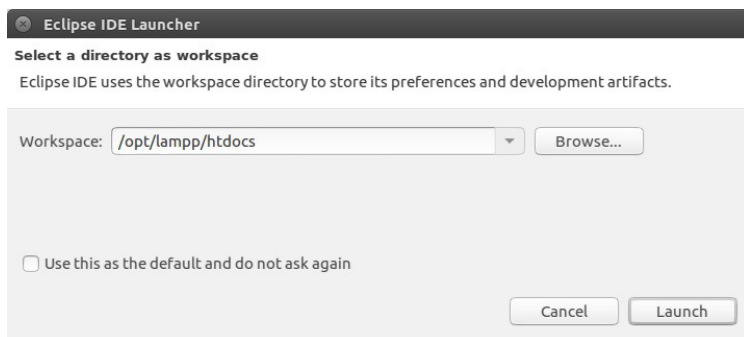 Eclipse IDE Launcher
Select a directory as workspace
Eclipse IDE uses the workspace directory to store its preferences and development artifacts.
Workspace: /opt/lampp/htdocs Browse...
Use this as the default and do not ask again
Cancel Launch